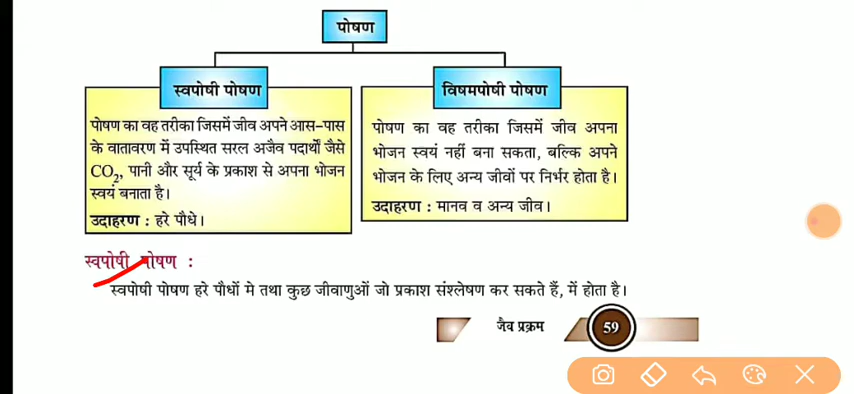 पोषण
स्वपोषी पोषण
पोषण का वह तरीका जिसमें जीव अपने आस-पास
के वातावरण में उपस्थित सरल अजैव पदार्थों जैसे
CO₂, पानी और सूर्य के प्रकाश से अपना भोजन
स्वयं बनाता है।
उदाहरण : हरे पौधे।
विषमपोषी पोषण
पोषण का वह तरीका जिसमें जीव अपना
भोजन स्वयं नहीं बना सकता, बल्कि अपने
भोजन के लिए अन्य जीवों पर निर्भर होता है।
उदाहरण : मानव व अन्य जीव।
स्वपोषी पोषण :
स्वपोषी पोषण हरे पौधों मे तथा कुछ जीवाणुओं जो प्रकाश संश्लेषण कर सकते हैं, में होता है।
जैव प्रक्रम 59